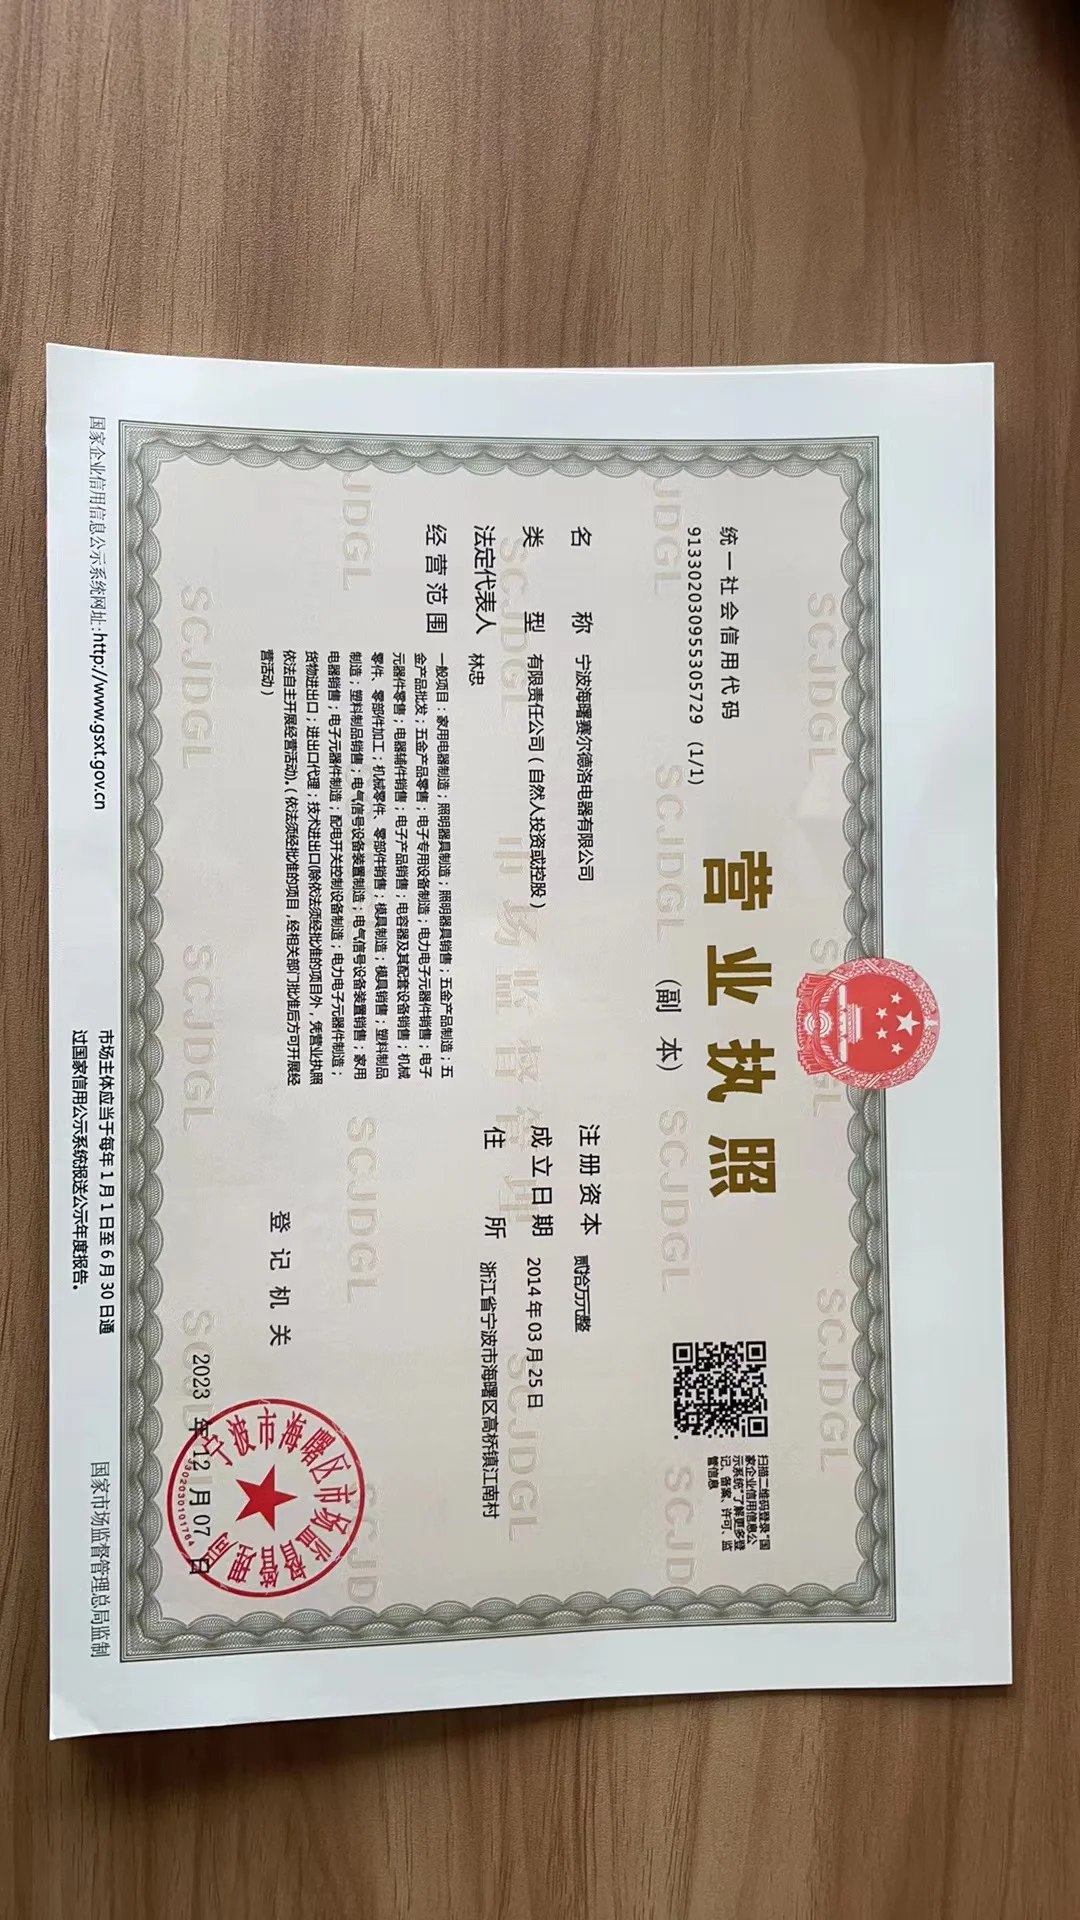 营业执照
(副 本)
统一社会信用代码
913302030955305729 (1/1)
扫描二维码登录“国
家企业信用信息公
示系统”了解更多登
记、备案、许可、监
管信息
名 称 宁波海曙赛尔德洛电器有限公司
类 型 有限责任公司(自然人投资或控股)
法定代表人 林忠
经营范围 一般项目:家用电器制造;照明器具制造;照明器具销售;五金产品制造;五
金产品批发;五金产品零售;电子专用设备制造;电力电子元器件销售;电子
元器件零售;电器辅件销售;电子产品销售;电容器及其配套设备销售;机械
零件、零部件加工;机械零件、零部件销售;模具制造;模具销售;塑料制品
制造;塑料制品销售;电气信号设备装置制造;电气信号设备装置销售;家用
电器销售;电子元器件制造;配电开关控制设备制造;电力电子元器件制造;
货物进出口;进出口代理;技术进出口(除依法须经批准的项目外,凭营业执照
依法自主开展经营活动)。(依法须经批准的项目,经相关部门批准后方可开展经
营活动)
注册资本 贰拾万元整
成立日期 2014年03月25日
住 所 浙江省宁波市海曙区高桥镇江南村
登记机关
宁波市海曙区市场监督管理局
3302030101764
2023年12月07日
国家企业信用信息公示系统网址:http://www.gsxt.gov.cn
市场主体应当于每年1月1日至6月30日通
过国家信用公示系统报送公示年度报告。
国家市场监督管理总局监制
SCJDGL
市场监督管理